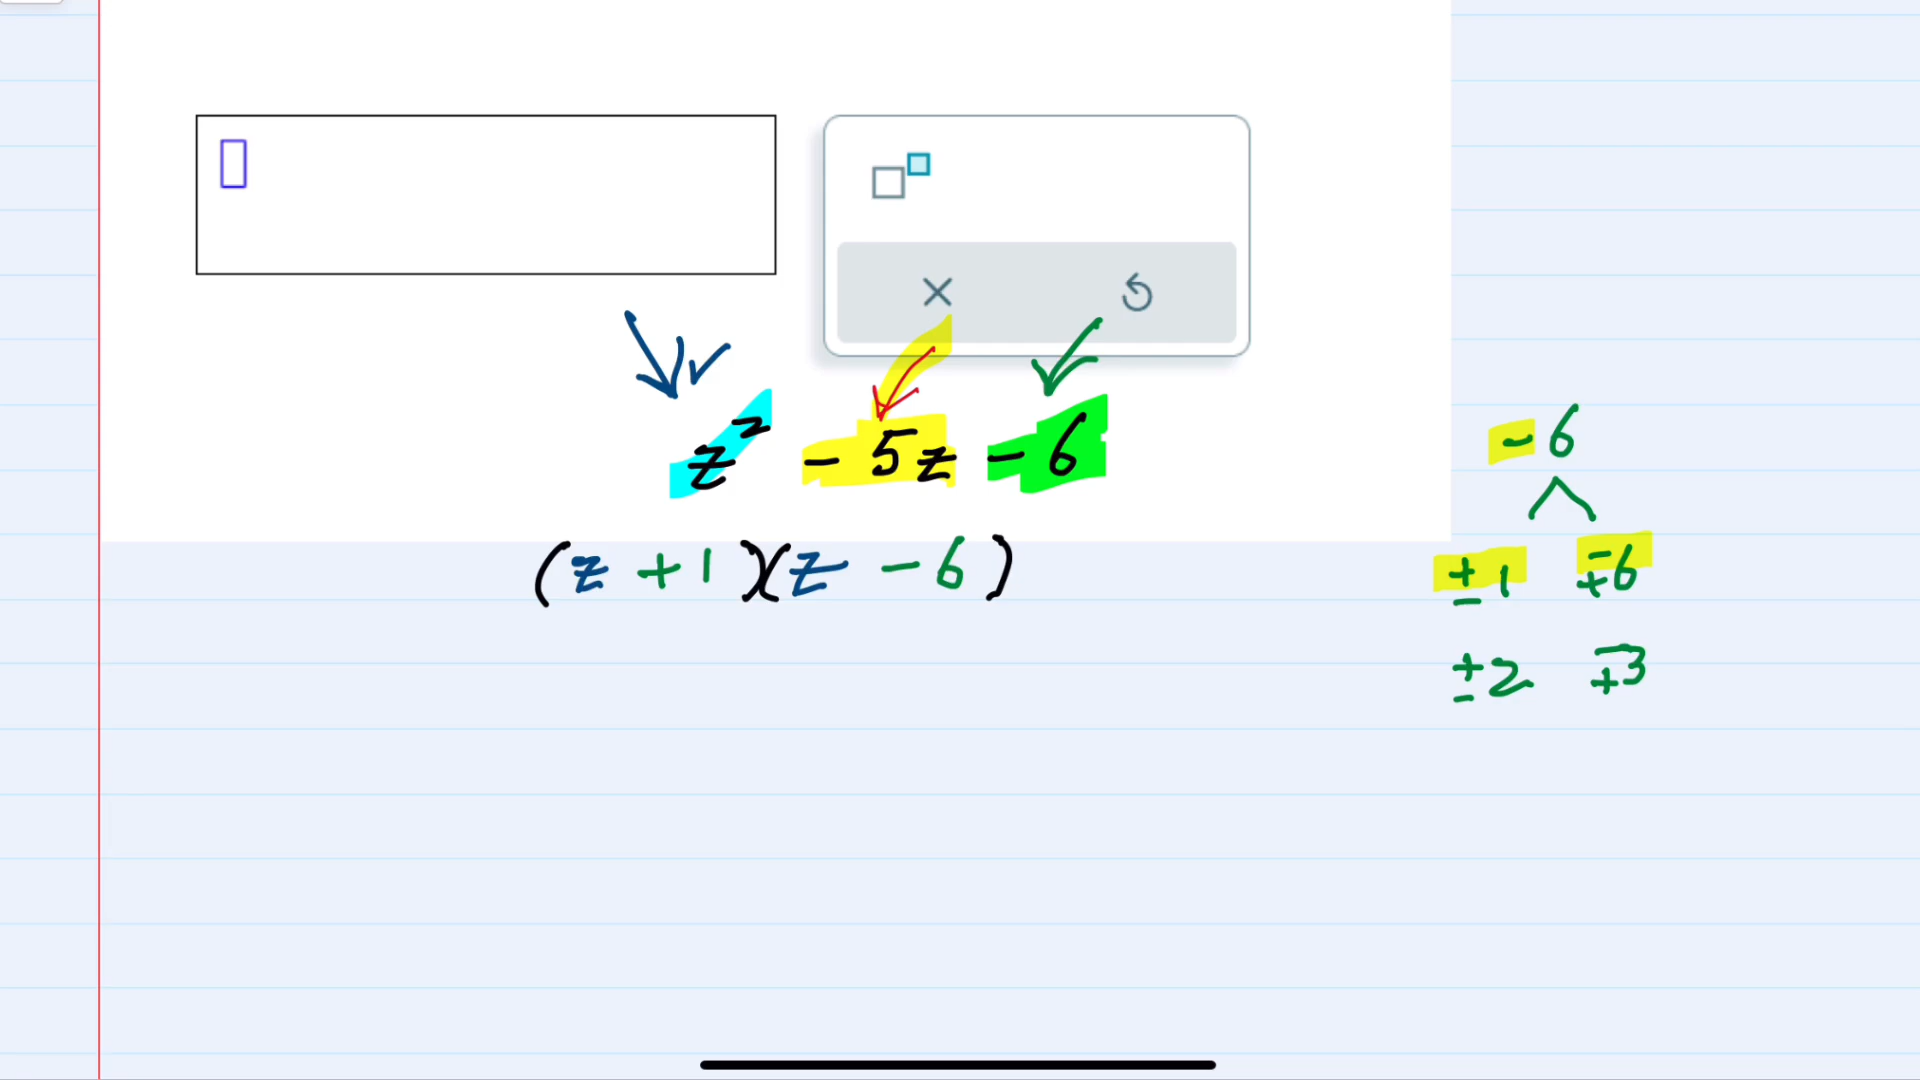 z² - 5z - 6
(z + 1)(z - 6)
- 6
± 1 ∓ 6
± 2 ∓ 3